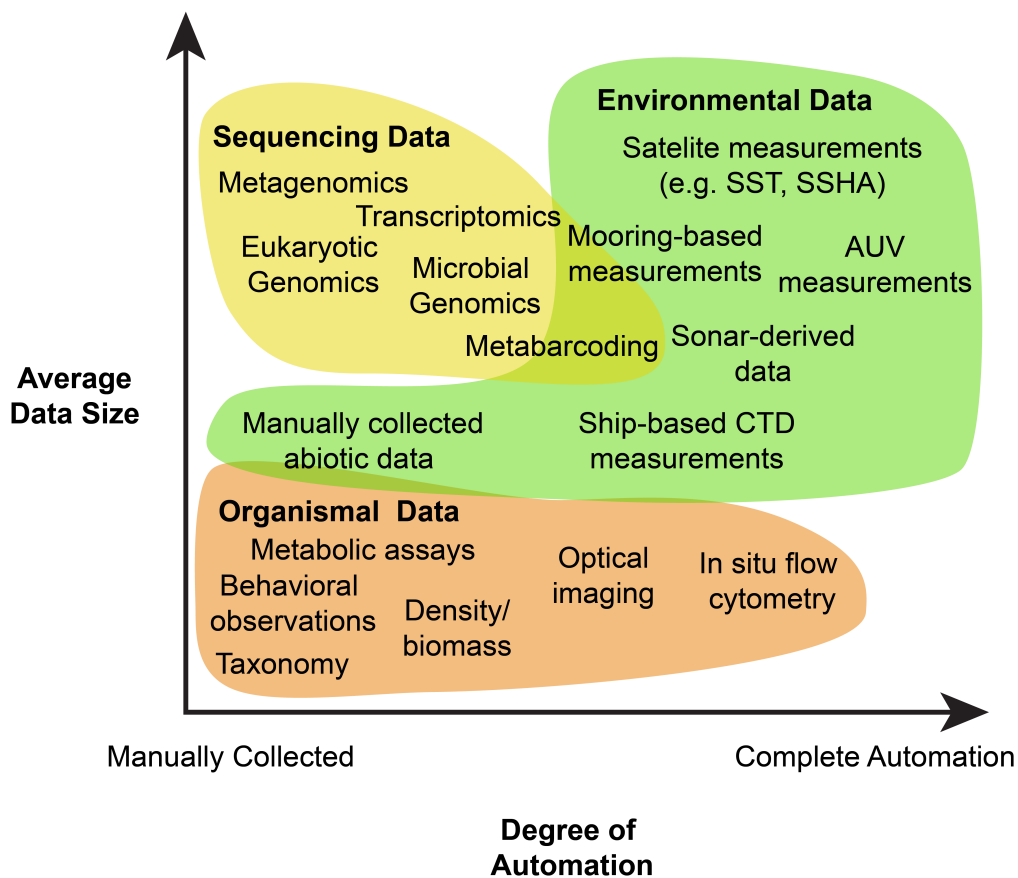 Environmental Data
Satelite measurements
(e.g. SST, SSHA)
Mooring-based
measurements
AUV
measurements
Sonar-derived
data
Manually collected
abiotic data
Ship-based CTD
measurements
Sequencing Data
Metagenomics
Transcriptomics
Eukaryotic
Genomics
Microbial
Genomics
Metabarcoding
Average
Data Size
Organismal Data
Metabolic assays
Behavioral
observations
Density/
biomass
Taxonomy
Optical
imaging
In situ flow
cytometry
Manually Collected
Complete Automation
Degree of
Automation